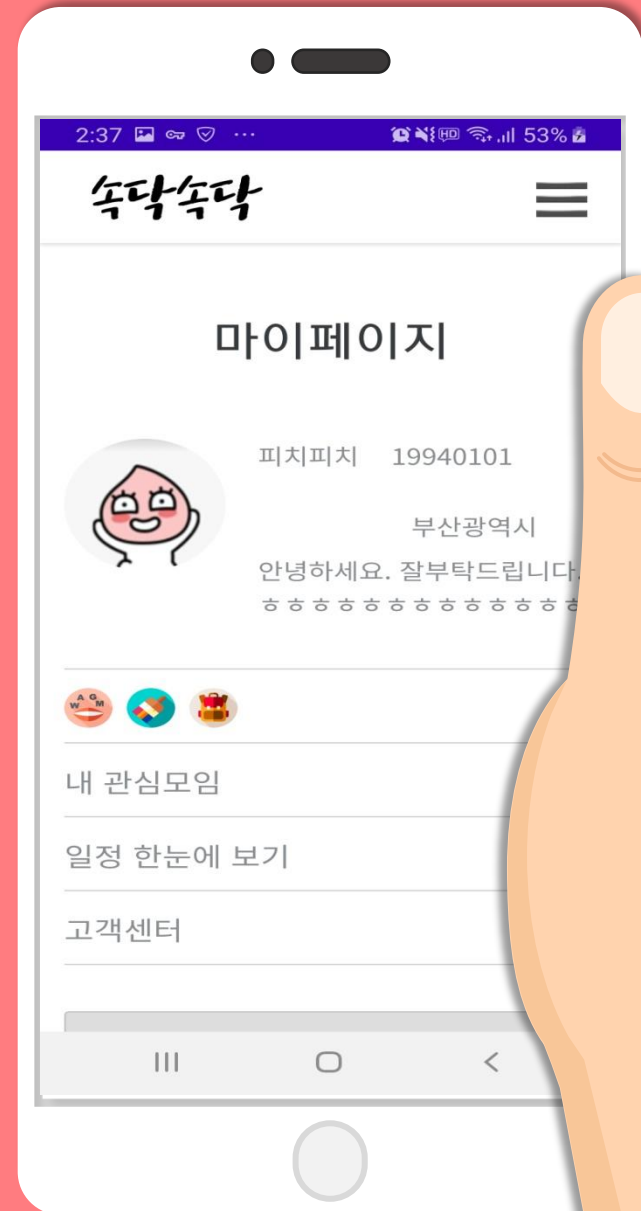 2:37 ... HD 53%
속닥속닥
마이페이지
피치피치 19940101
부산광역시
안녕하세요. 잘부탁드립니다.
ㅎㅎㅎㅎㅎㅎㅎㅎㅎㅎㅎㅎㅎ
W A G M
내 관심모임
일정 한눈에 보기
고객센터